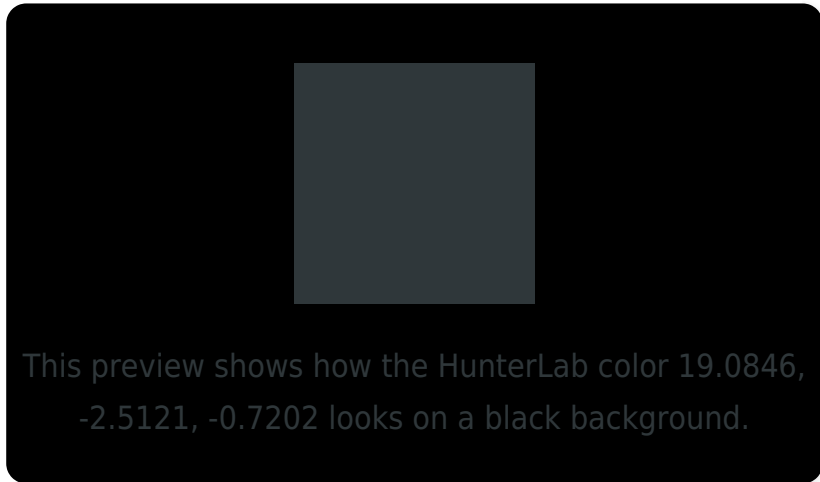 This preview shows how the HunterLab color 19.0846,
-2.5121, -0.7202 looks on a black background.